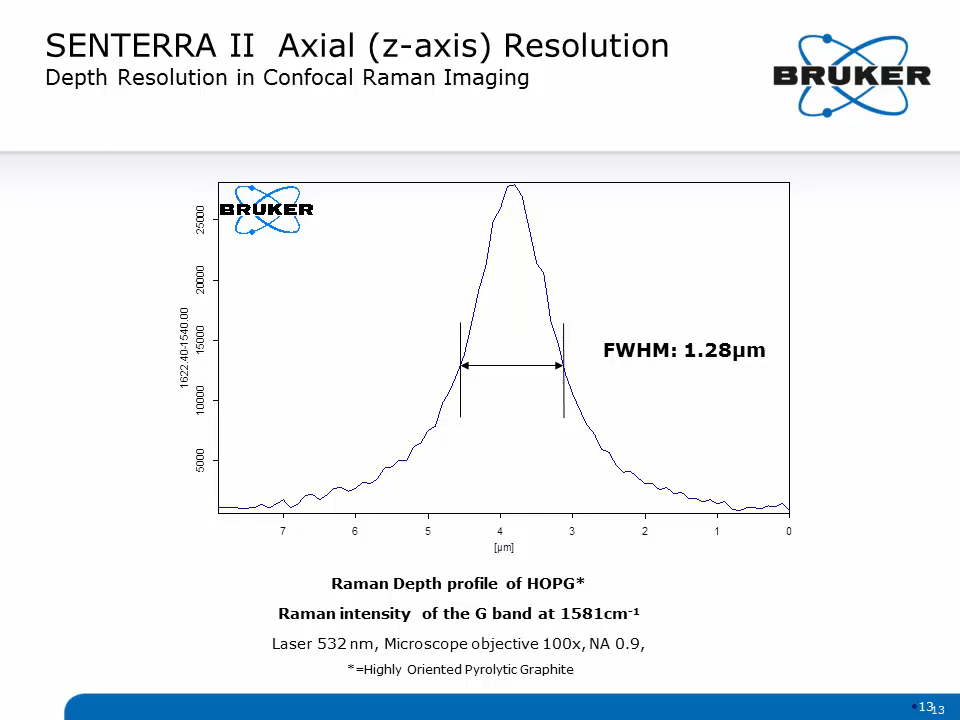 SENTERRA II  Axial (z-axis) Resolution
Depth Resolution in Confocal Raman Imaging
BRUKER
BRUKER
25000
20000
15000
10000
5000
1622.40-1540.00
FWHM: 1.28µm
7 6 5 4 3 2 1 0
[µm]
Raman Depth profile of HOPG*
Raman intensity of the G band at 1581cm⁻¹
Laser 532 nm, Microscope objective 100x, NA 0.9,
*=Highly Oriented Pyrolytic Graphite
•13
13